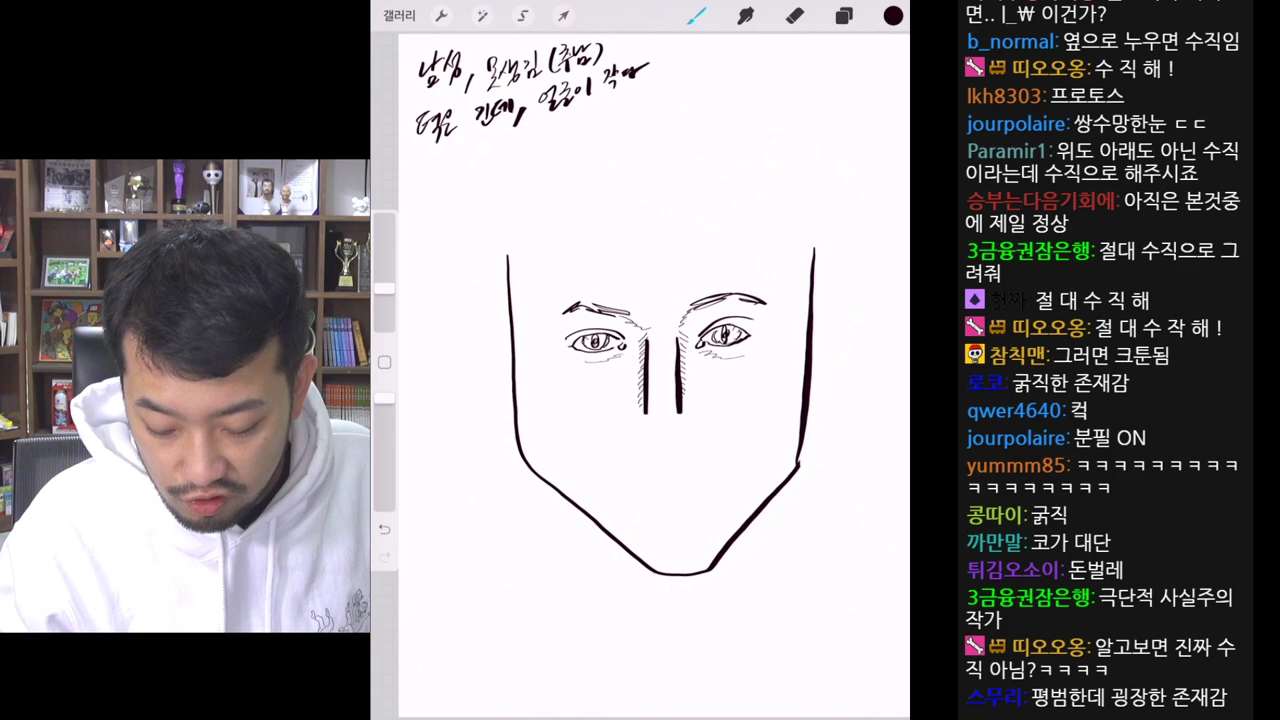 갤러리
남성, 못생김 (추남)
턱은 긴데, 얼굴이 각
면.. |_₩ 이건가?
b_normal: 옆으로 누우면 수직임
띠오오옹: 수 직 해 !
lkh8303: 프로토스
jourpolaire: 쌍수망한눈 ㄷㄷ
Paramir1: 위도 아래도 아닌 수직
이라는데 수직으로 해주시죠
승부는다음기회에: 아직은 본것중
에 제일 정상
3금융권잠은행: 절대 수직으로 그
려줘
절 대 수 직 해
띠오오옹: 절 대 수 작 해 !
참칙맨: 그러면 크툰됨
로코: 굵직한 존재감
qwer4640: 컼
jourpolaire: 분필 ON
yummm85: ㅋㅋㅋㅋㅋㅋㅋㅋㅋ
ㅋㅋㅋㅋㅋㅋㅋㅋ
콩따이: 굵직
까만말: 코가 대단
튀김오소이: 돈벌레
3금융권잠은행: 극단적 사실주의
작가
띠오오옹: 알고보면 진짜 수
직 아님?ㅋㅋㅋㅋ
스무리: 평범한데 굉장한 존재감